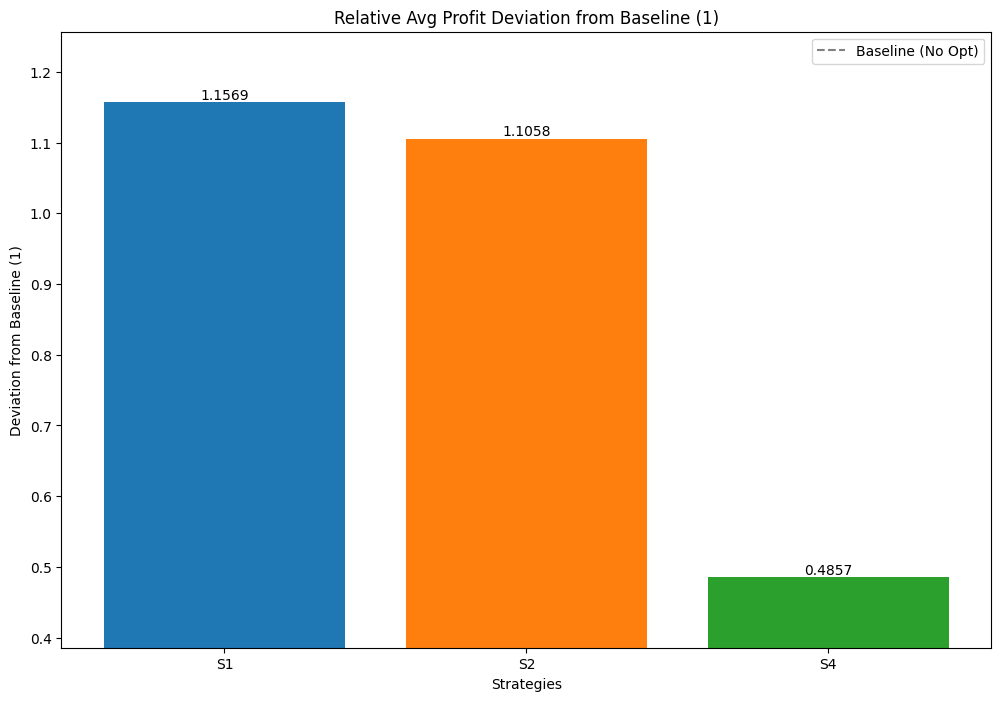 Relative Avg Profit Deviation from Baseline (1)
Baseline (No Opt)
Deviation from Baseline (1)
1.2
1.1
1.0
0.9
0.8
0.7
0.6
0.5
0.4
1.1569
1.1058
0.4857
S1
S2
S4
Strategies